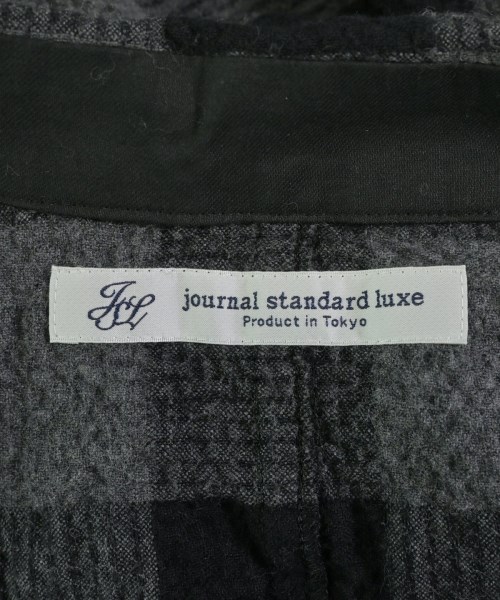 JSL journal standard luxe
Product in Tokyo